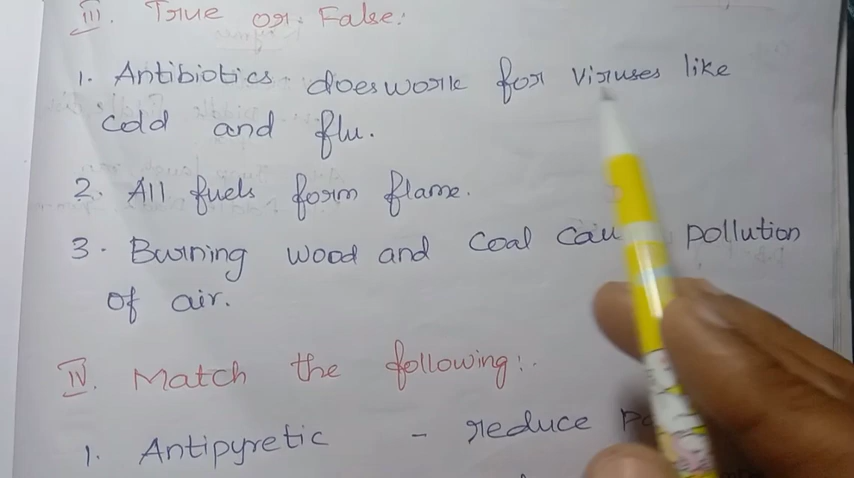 III. True or False:
1. Antibiotics does work for viruses like
cold and flu.
2. All fuels form flame.
3. Burning wood and coal cau pollution
of air.
IV. Match the following:
1. Antipyretic - reduce